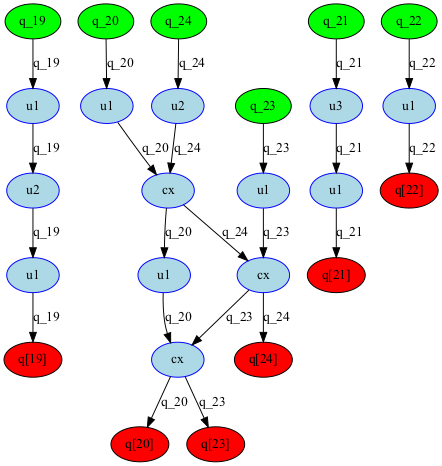 q_19 q_20 q_24 q_21 q_22
q_19 q_20 q_24 q_21 q_22
u1 u1 u2 q_23 u3 u1
q_19 q_20 q_24 q_23 q_21 q_22
u2 cx u1 u1 q[22]
q_19 q_20 q_24 q_23 q_21
u1 u1 cx q[21]
q_19 q_20 q_23 q_24
q[19] cx q[24]
q_20 q_23
q[20] q[23]